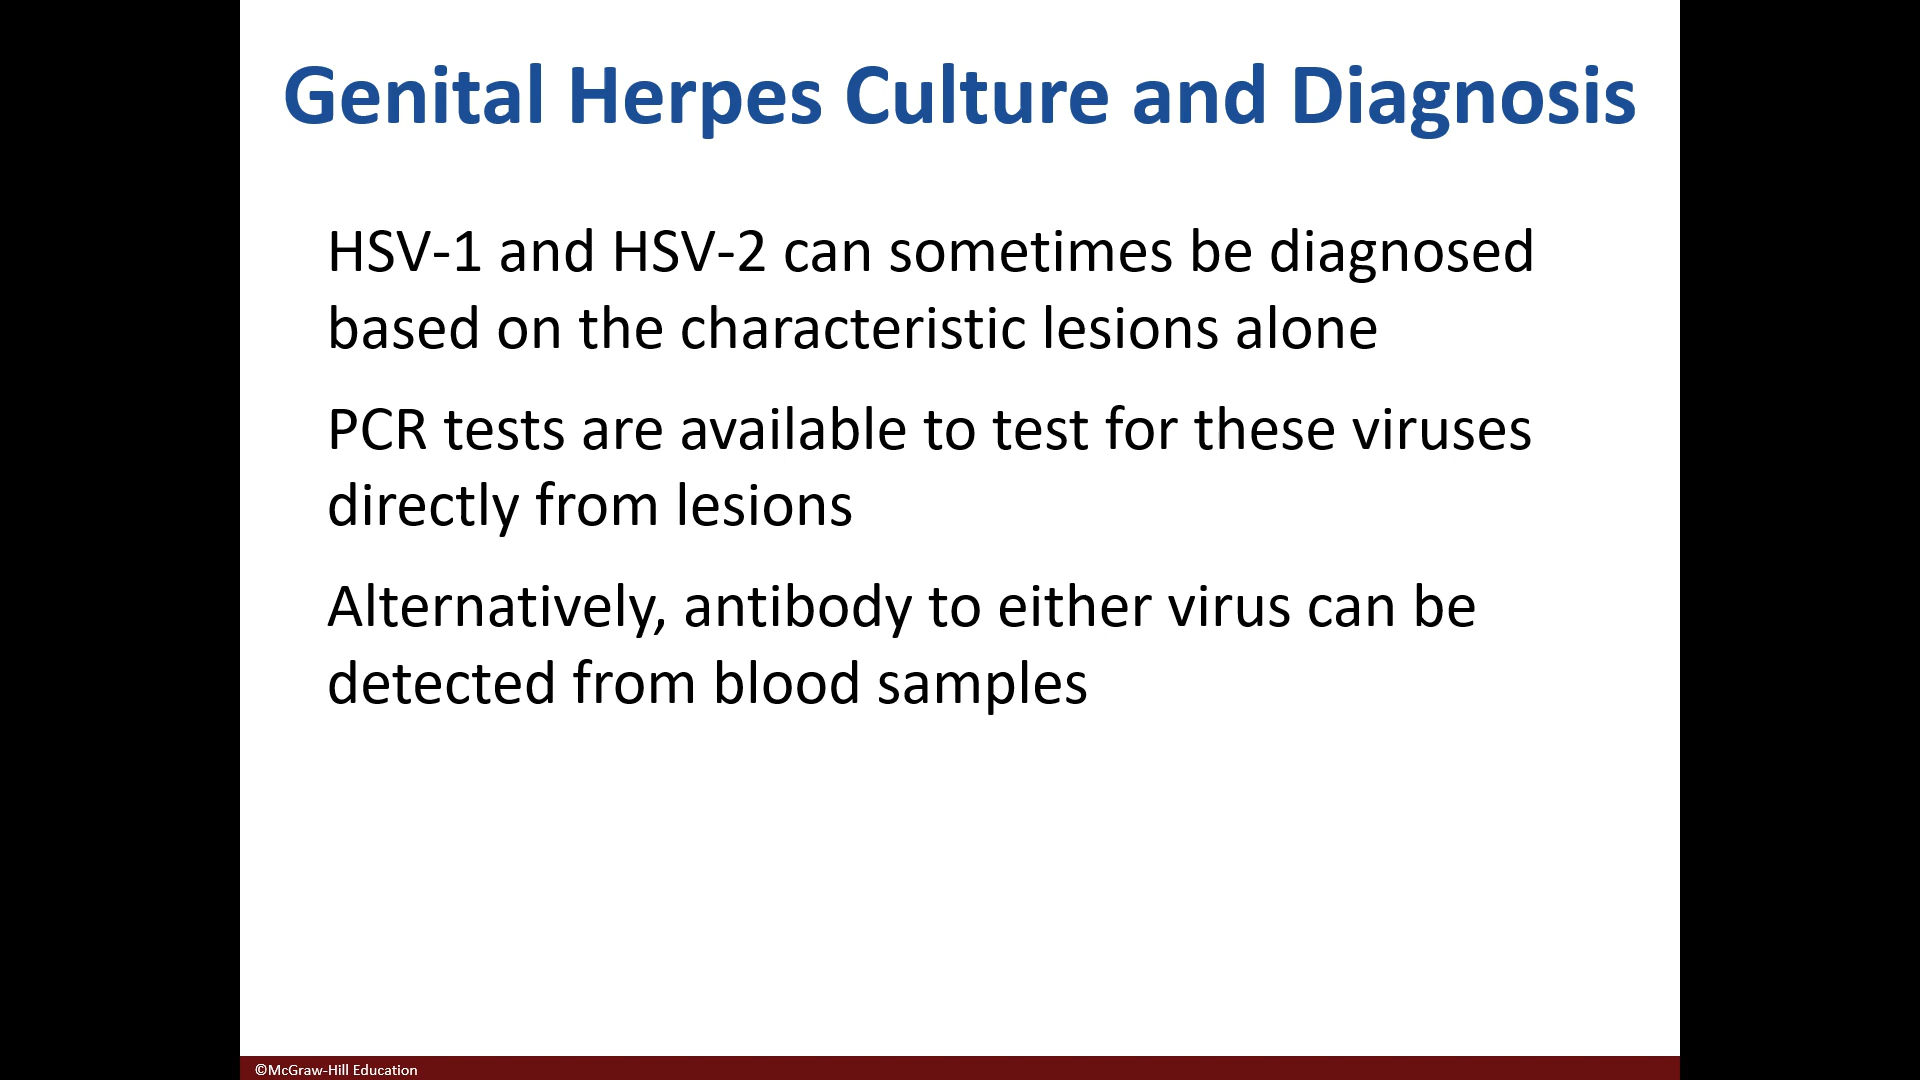 Genital Herpes Culture and Diagnosis
HSV-1 and HSV-2 can sometimes be diagnosed
based on the characteristic lesions alone
PCR tests are available to test for these viruses
directly from lesions
Alternatively, antibody to either virus can be
detected from blood samples
©McGraw-Hill Education